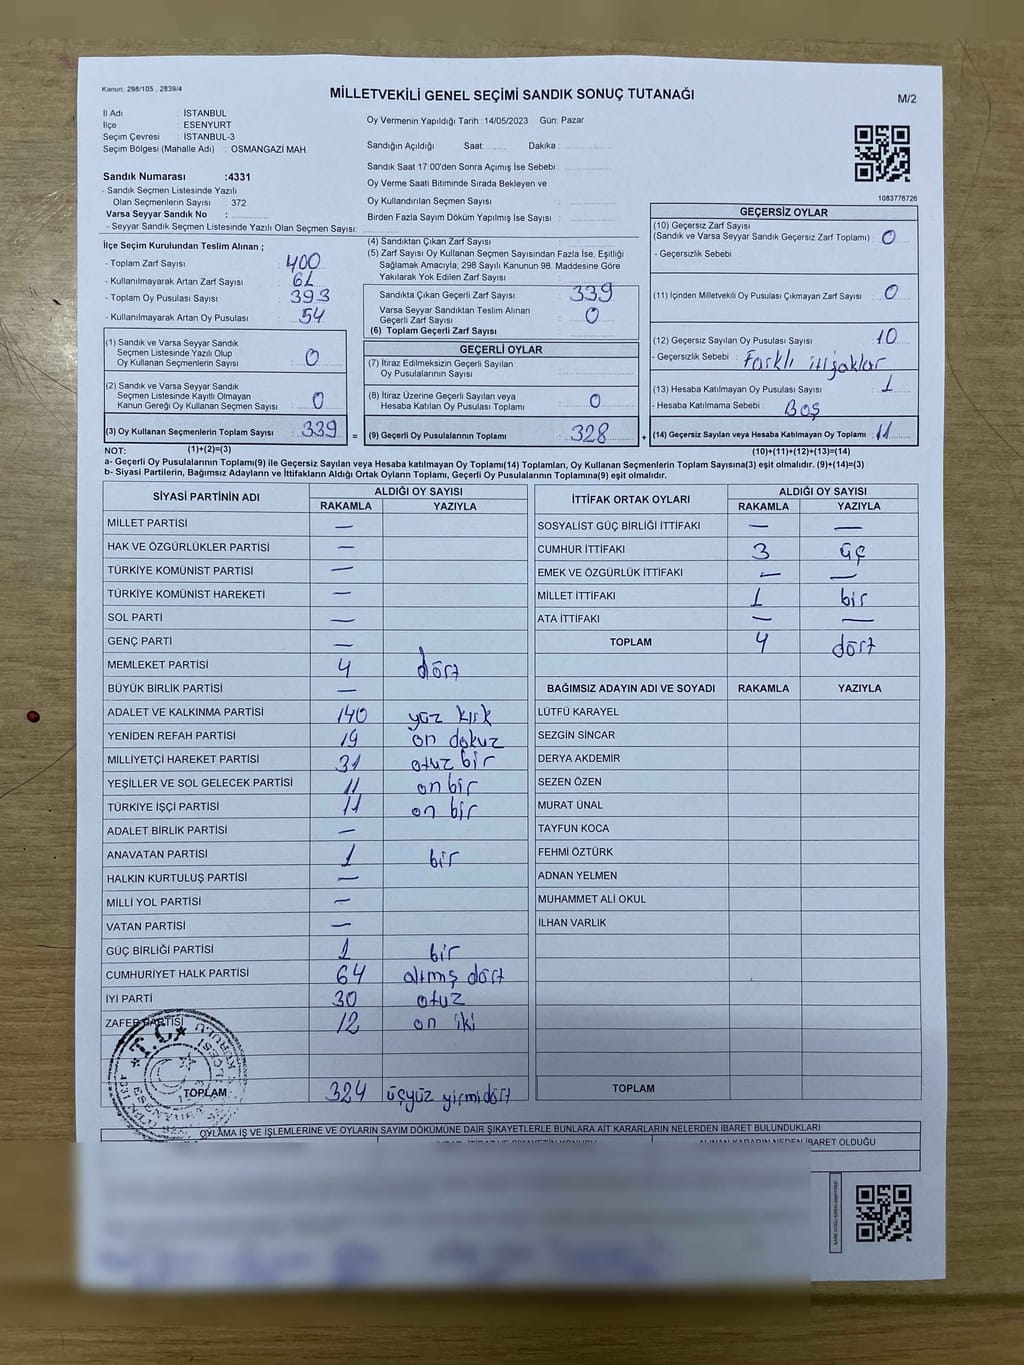 Kanun: 298/105 , 2839/4
MİLLETVEKİLİ GENEL SEÇİMİ SANDIK SONUÇ TUTANAĞI
M/2
İl Adı : İSTANBUL
İlçe : ESENYURT
Seçim Çevresi : İSTANBUL-3
Seçim Bölgesi (Mahalle Adı) : OSMANGAZİ MAH.
Oy Vermenin Yapıldığı Tarih :14/05/2023 Gün: Pazar
Sandığın Açıldığı Saat:........ Dakika :..............
Sandık Saat 17:00'den Sonra Açımış İse Sebebi :
Oy Verme Saati Bitiminde Sırada Bekleyen ve
Oy Kullandırılan Seçmen Sayısı :
Birden Fazla Sayım Döküm Yapılmış İse Sayısı :
1083776726
Sandık Numarası :4331
- Sandık Seçmen Listesinde Yazılı
Olan Seçmenlerin Sayısı : 372
Varsa Seyyar Sandık No :
- Seyyar Sandık Seçmen Listesinde Yazılı Olan Seçmen Sayısı:
İlçe Seçim Kurulundan Teslim Alınan ;
- Toplam Zarf Sayısı : 400
- Kullanılmayarak Artan Zarf Sayısı : 61
- Toplam Oy Pusulası Sayısı : 393
- Kullanılmayarak Artan Oy Pusulası : 54
(4) Sandıktan Çıkan Zarf Sayısı :
(5) Zarf Sayısı Oy Kullanan Seçmen Sayısından Fazla İse, Eşitliği
Sağlamak Amacıyla; 298 Sayılı Kanunun 98. Maddesine Göre
Yakılarak Yok Edilen Zarf Sayısı :
Sandıkta Çıkan Geçerli Zarf Sayısı : 339
Varsa Seyyar Sandıktan Teslim Alınan
Geçerli Zarf Sayısı : 0
(6) Toplam Geçerli Zarf Sayısı :
GEÇERSİZ OYLAR
(10) Geçersiz Zarf Sayısı
(Sandık ve Varsa Seyyar Sandık Geçersiz Zarf Toplamı) : 0
- Geçersizlik Sebebi :
(11) İçinden Milletvekili Oy Pusulası Çıkmayan Zarf Sayısı : 0
(12) Geçersiz Sayılan Oy Pusulası Sayısı : 10
- Geçersizlik Sebebi : Farklı ittifaklar
(13) Hesaba Katılmayan Oy Pusulası Sayısı : 1
- Hesaba Katılmama Sebebi : Boş
(14) Geçersiz Sayılan veya Hesaba Katılmayan Oy Toplamı : 11
(10)+(11)+(12)+(13)=(14)
(1) Sandık ve Varsa Seyyar Sandık
Seçmen Listesinde Yazılı Olup
Oy Kullanan Seçmenlerin Sayısı : 0
(2) Sandık ve Varsa Seyyar Sandık
Seçmen Listesinde Kayıtlı Olmayan
Kanun Gereği Oy Kullanan Seçmen Sayısı : 0
(3) Oy Kullanan Seçmenlerin Toplam Sayısı : 339
(1)+(2)=(3)
=
GEÇERLİ OYLAR
(7) İtiraz Edilmeksizin Geçerli Sayılan
Oy Pusulalarının Sayısı :
(8) İtiraz Üzerine Geçerli Sayılan veya
Hesaba Katılan Oy Pusulası Toplamı : 0
(9) Geçerli Oy Pusulalarının Toplamı : 328
+
NOT:
a- Geçerli Oy Pusulalarının Toplamı(9) ile Geçersiz Sayılan veya Hesaba katılmayan Oy Toplamı(14) Toplamları, Oy Kullanan Seçmenlerin Toplam Sayısına(3) eşit olmalıdır. (9)+(14)=(3)
b- Siyasi Partilerin, Bağımsız Adayların ve İttifakların Aldığı Ortak Oyların Toplamı, Geçerli Oy Pusulalarının Toplamına(9) eşit olmalıdır.
SİYASİ PARTİNİN ADI ALDIĞI OY SAYISI
RAKAMLA YAZIYLA
MİLLET PARTİSİ —
HAK VE ÖZGÜRLÜKLER PARTİSİ —
TÜRKİYE KOMÜNİST PARTİSİ —
TÜRKİYE KOMÜNİST HAREKETİ —
SOL PARTİ —
GENÇ PARTİ —
MEMLEKET PARTİSİ 4 dört
BÜYÜK BİRLİK PARTİSİ —
ADALET VE KALKINMA PARTİSİ 140 yüz kırk
YENİDEN REFAH PARTİSİ 19 on dokuz
MİLLİYETÇİ HAREKET PARTİSİ 31 otuz bir
YEŞİLLER VE SOL GELECEK PARTİSİ 11 on bir
TÜRKİYE İŞÇİ PARTİSİ 11 on bir
ADALET BİRLİK PARTİSİ —
ANAVATAN PARTİSİ 1 bir
HALKIN KURTULUŞ PARTİSİ —
MİLLİ YOL PARTİSİ —
VATAN PARTİSİ —
GÜÇ BİRLİĞİ PARTİSİ 1 bir
CUMHURİYET HALK PARTİSİ 64 altmış dört
İYİ PARTİ 30 otuz
ZAFER PARTİSİ 12 on iki
TOPLAM 324 üçyüz yirmidört
T.C.
ESENYURT
İTTİFAK ORTAK OYLARI ALDIĞI OY SAYISI
RAKAMLA YAZIYLA
SOSYALİST GÜÇ BİRLİĞİ İTTİFAKI — —
CUMHUR İTTİFAKI 3 üç
EMEK VE ÖZGÜRLÜK İTTİFAKI — —
MİLLET İTTİFAKI 1 bir
ATA İTTİFAKI — —
TOPLAM 4 dört
BAĞIMSIZ ADAYIN ADI VE SOYADI RAKAMLA YAZIYLA
LÜTFÜ KARAYEL
SEZGİN SİNCAR
DERYA AKDEMİR
SEZEN ÖZEN
MURAT ÜNAL
TAYFUN KOCA
FEHMİ ÖZTÜRK
ADNAN YELMEN
MUHAMMET ALİ OKUL
İLHAN VARLIK
TOPLAM
OYLAMA İŞ VE İŞLEMLERİNE VE OYLARIN SAYIM DÖKÜMÜNE DAİR ŞİKAYETLERLE BUNLARA AİT KARARLARIN NELERDEN İBARET BULUNDUKLARI
ALINAN KARARIN NEDEN İBARET OLDUĞU